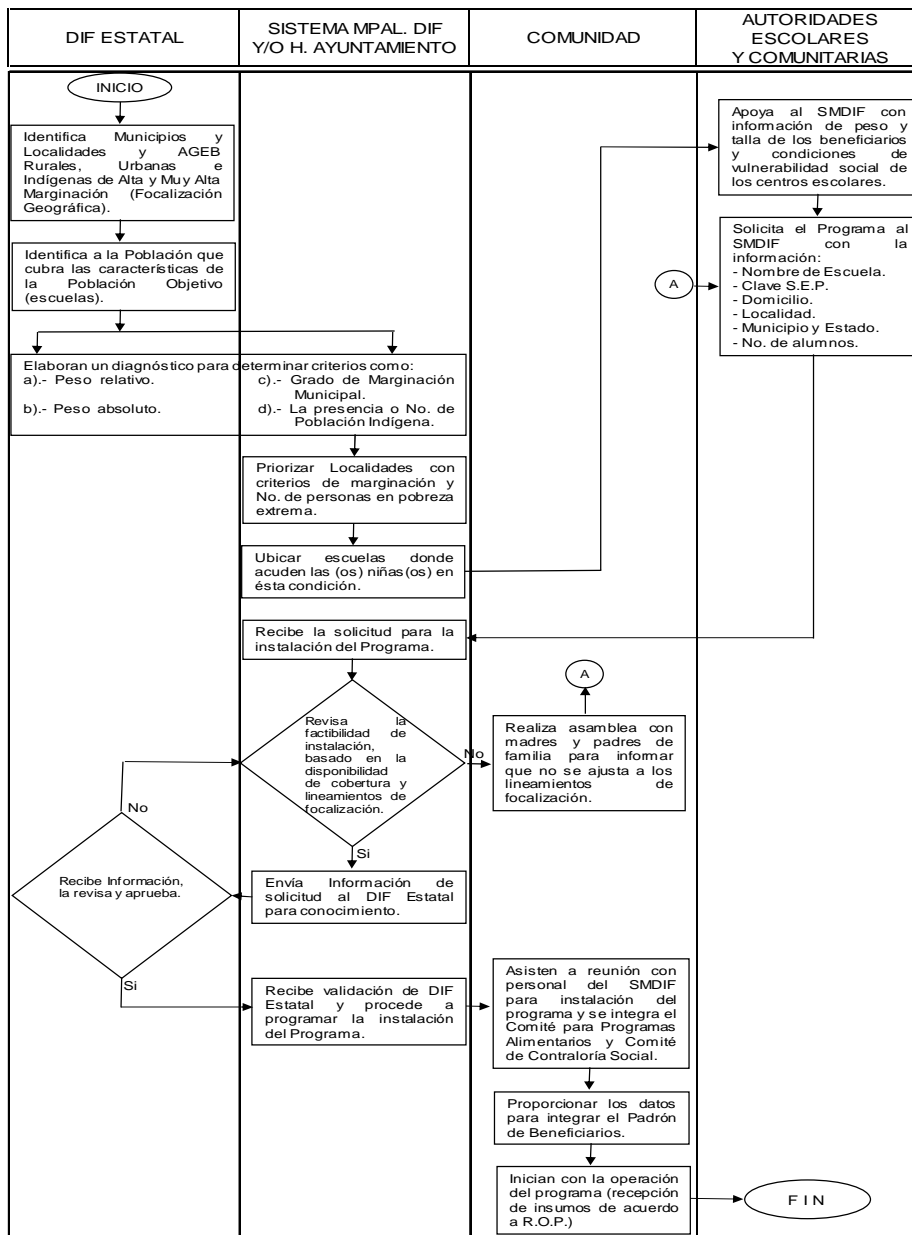 DIF ESTATAL
SISTEMA MPAL. DIF
Y/O H. AYUNTAMIENTO
COMUNIDAD
AUTORIDADES
ESCOLARES
Y COMUNITARIAS
INICIO
Identifica Municipios y
Localidades y AGEB
Rurales, Urbanas e
Indígenas de Alta y Muy Alta
Marginación (Focalización
Geográfica).
Identifica a la Población que
cubra las características de
la Población Objetivo
(escuelas).
Elaboran un diagnóstico para determinar criterios como:
a).- Peso relativo.
b).- Peso absoluto.
c).- Grado de Marginación
Municipal.
d).- La presencia o No. de
Población Indígena.
Priorizar Localidades con
criterios de marginación y
No. de personas en pobreza
extrema.
Ubicar escuelas donde
acuden las (os) niñas(os) en
ésta condición.
Apoya al SMDIF con
información de peso y
talla de los beneficiarios
y condiciones de
vulnerabilidad social de
los centros escolares.
A
Solicita el Programa al
SMDIF con la
información:
- Nombre de Escuela.
- Clave S.E.P.
- Domicilio.
- Localidad.
- Municipio y Estado.
- No. de alumnos.
Recibe la solicitud para la
instalación del Programa.
Revisa la
factibilidad de
instalación,
basado en la
disponibilidad
de cobertura y
lineamientos de
focalización.
No
A
Realiza asamblea con
madres y padres de
familia para informar
que no se ajusta a los
lineamientos de
focalización.
Si
Envía Información de
solicitud al DIF Estatal
para conocimiento.
No
Recibe Información,
la revisa y aprueba.
Si
Recibe validación de DIF
Estatal y procede a
programar la instalación
del Programa.
Asisten a reunión con
personal del SMDIF
para instalación del
programa y se integra el
Comité para Programas
Alimentarios y Comité
de Contraloría Social.
Proporcionar los datos
para integrar el Padrón
de Beneficiarios.
Inician con la operación
del programa (recepción
de insumos de acuerdo
a R.O.P.)
F I N